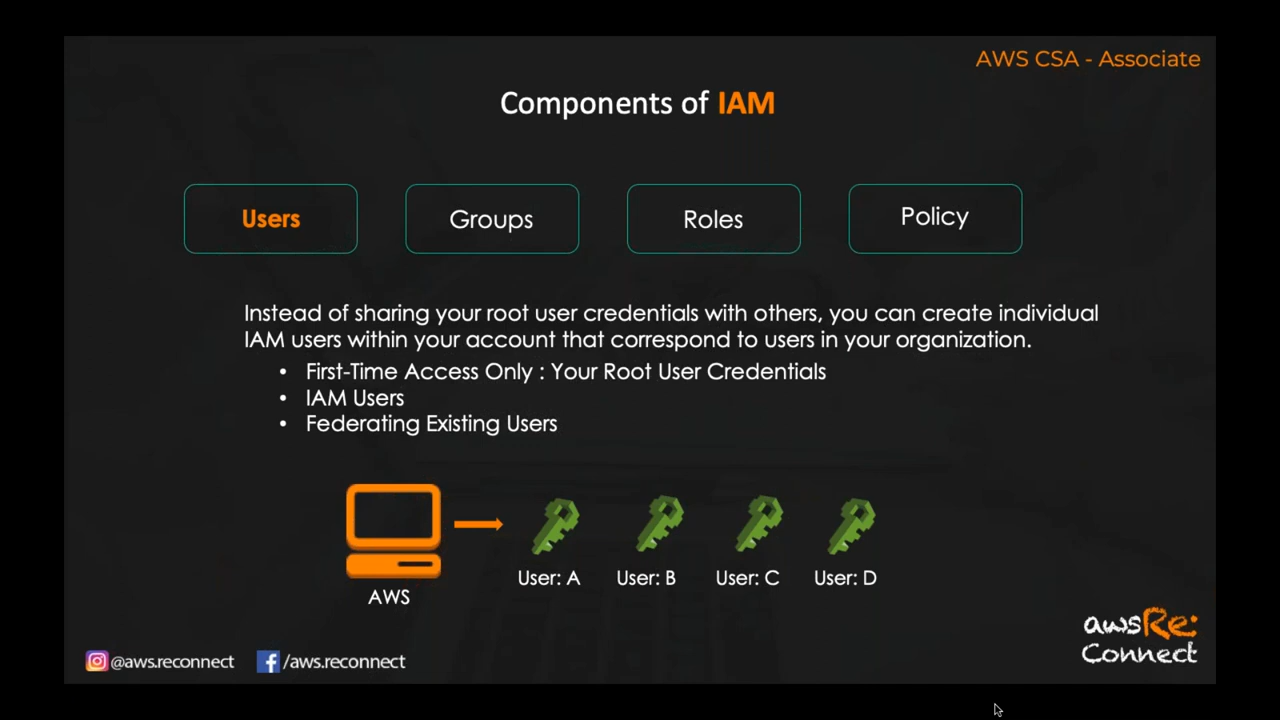 AWS CSA - Associate
Components of IAM
Users
Groups
Roles
Policy
Instead of sharing your root user credentials with others, you can create individual
IAM users within your account that correspond to users in your organization.
• First-Time Access Only : Your Root User Credentials
• IAM Users
• Federating Existing Users
User: A
User: B
User: C
User: D
AWS
awsRe:
Connect
@aws.reconnect
/aws.reconnect